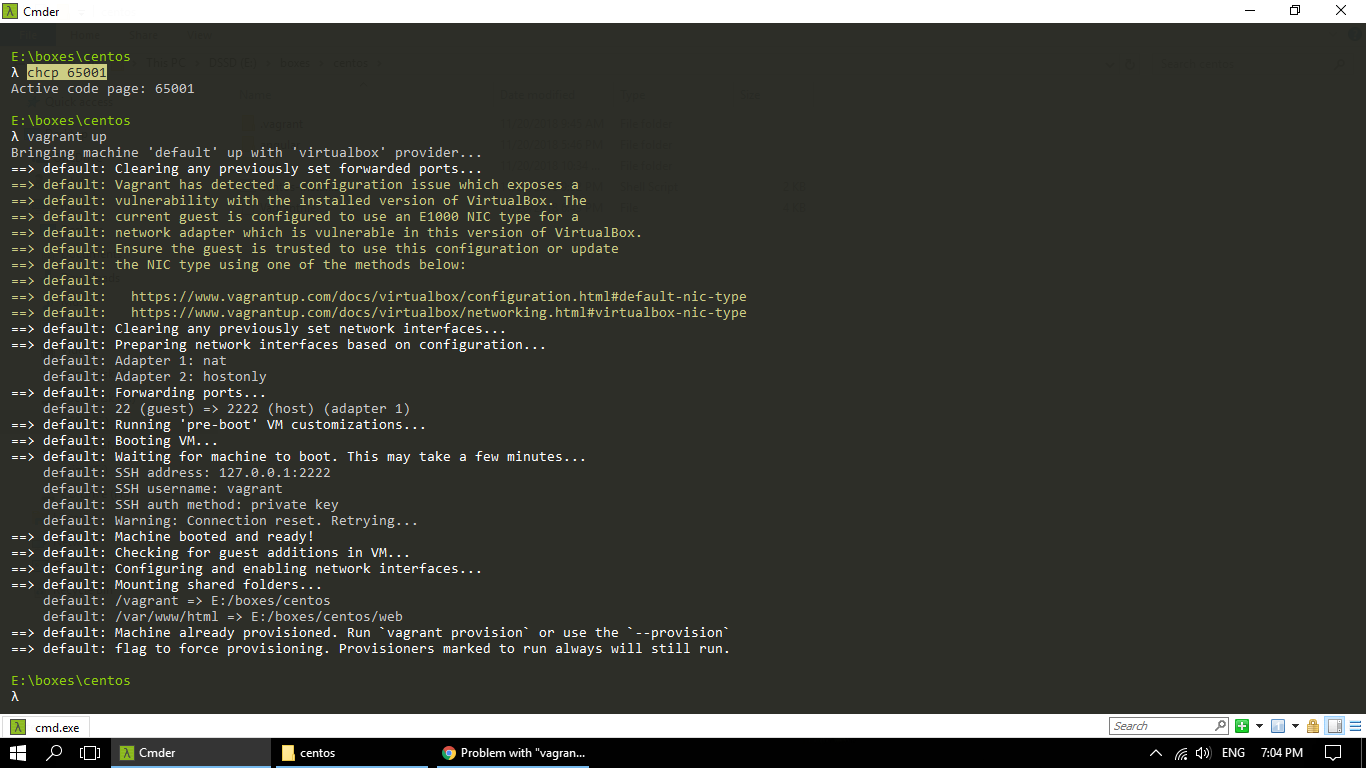 Cmder
E:\boxes\centos
λ chcp 65001
Active code page: 65001
E:\boxes\centos
λ vagrant up
Bringing machine 'default' up with 'virtualbox' provider...
==> default: Clearing any previously set forwarded ports...
==> default: Vagrant has detected a configuration issue which exposes a
==> default: vulnerability with the installed version of VirtualBox. The
==> default: current guest is configured to use an E1000 NIC type for a
==> default: network adapter which is vulnerable in this version of VirtualBox.
==> default: Ensure the guest is trusted to use this configuration or update
==> default: the NIC type using one of the methods below:
==> default:
==> default:   https://www.vagrantup.com/docs/virtualbox/configuration.html#default-nic-type
==> default:   https://www.vagrantup.com/docs/virtualbox/networking.html#virtualbox-nic-type
==> default: Clearing any previously set network interfaces...
==> default: Preparing network interfaces based on configuration...
    default: Adapter 1: nat
    default: Adapter 2: hostonly
==> default: Forwarding ports...
    default: 22 (guest) => 2222 (host) (adapter 1)
==> default: Running 'pre-boot' VM customizations...
==> default: Booting VM...
==> default: Waiting for machine to boot. This may take a few minutes...
    default: SSH address: 127.0.0.1:2222
    default: SSH username: vagrant
    default: SSH auth method: private key
    default: Warning: Connection reset. Retrying...
==> default: Machine booted and ready!
==> default: Checking for guest additions in VM...
==> default: Configuring and enabling network interfaces...
==> default: Mounting shared folders...
    default: /vagrant => E:/boxes/centos
    default: /var/www/html => E:/boxes/centos/web
==> default: Machine already provisioned. Run `vagrant provision` or use the `--provision`
==> default: flag to force provisioning. Provisioners marked to run always will still run.
E:\boxes\centos
λ
cmd.exe
Search
Cmder
centos
Problem with "vagran...
ENG
7:04 PM